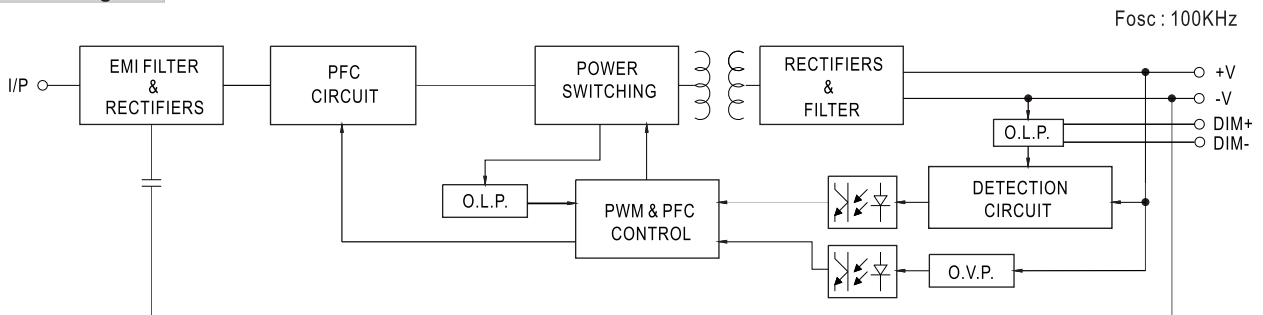 Fosc : 100KHz
I/P
EMI FILTER
&
RECTIFIERS
PFC
CIRCUIT
POWER
SWITCHING
RECTIFIERS
&
FILTER
+V
-V
DIM+
DIM-
O.L.P.
O.L.P.
PWM & PFC
CONTROL
DETECTION
CIRCUIT
O.V.P.